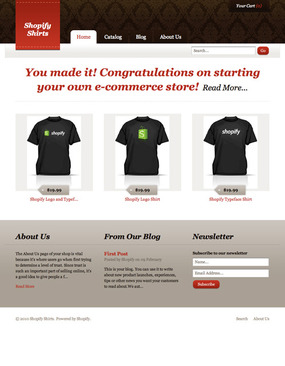 Your Cart (0)
Shopify
Shirts
Home Catalog Blog About Us
Search... Go
You made it! Congratulations on starting
your own e-commerce store! Read More...
shopify
shopify
$19.99 $19.99 $19.99
Shopify Logo and Typef... Shopify Logo Shirt Shopify Typeface Shirt
About Us
The About Us page of your shop is vital
because it's where users go when first trying
to determine a level of trust. Since trust is
such an important part of selling online, it's
a good idea to give people a f...
Read More
From Our Blog
First Post
Posted by Shopify on 09 February
This is your blog. You can use it to write
about new product launches, experiences,
tips or other news you want your customers
to read about.We ant...
Newsletter
Subscribe to our newsletter
Name...
Email Address...
Subscribe
© 2010 Shopify Shirts. Powered by Shopify. Search About Us